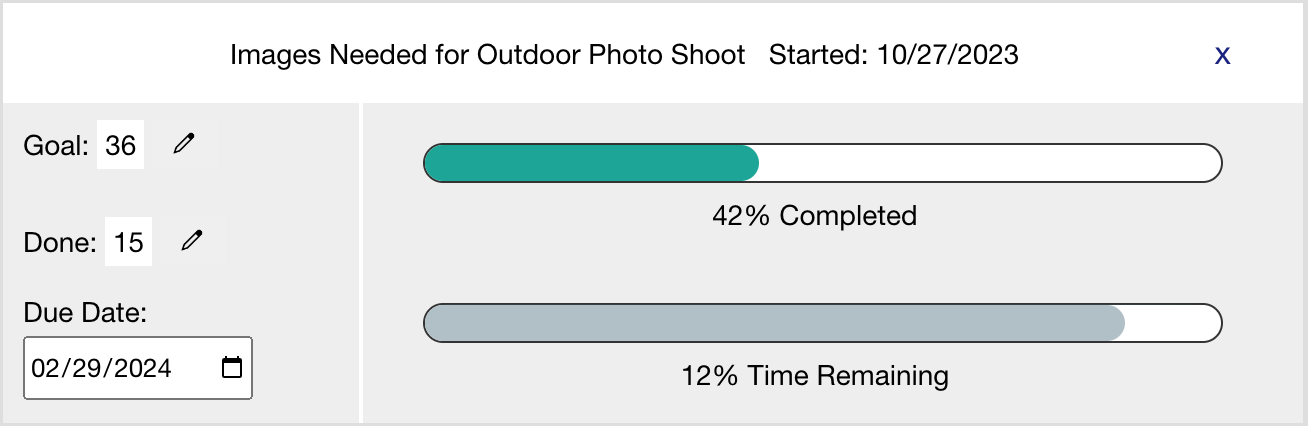 Images Needed for Outdoor Photo Shoot Started: 10/27/2023 x
Goal: 36
Done: 15
Due Date:
02/29/2024
42% Completed
12% Time Remaining